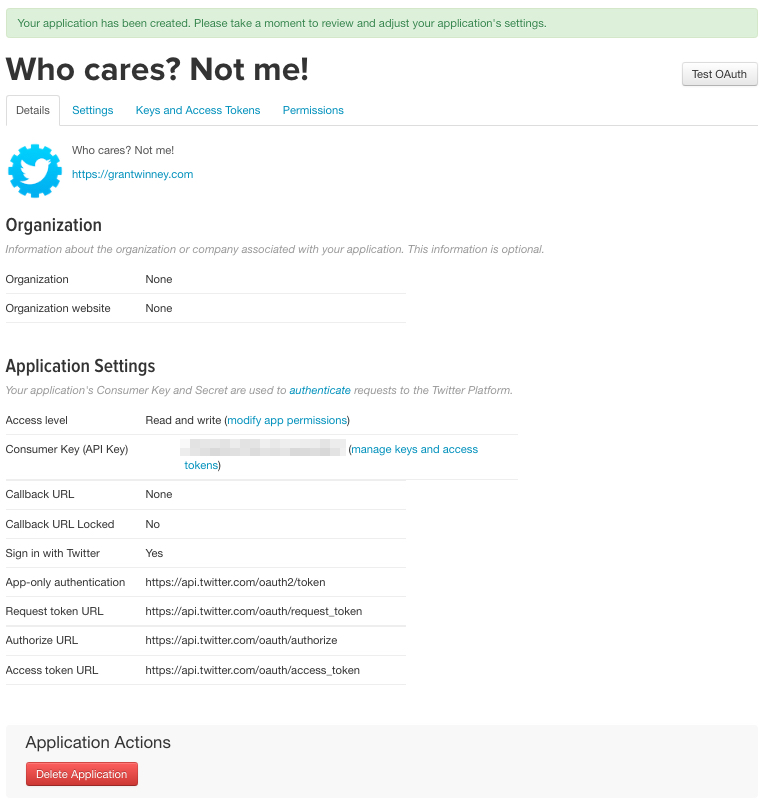 Your application has been created. Please take a moment to review and adjust your application's settings.
Who cares? Not me!
Test OAuth
Details Settings Keys and Access Tokens Permissions
Who cares? Not me!
https://grantwinney.com
Organization
Information about the organization or company associated with your application. This information is optional.
Organization None
Organization website None
Application Settings
Your application's Consumer Key and Secret are used to authenticate requests to the Twitter Platform.
Access level Read and write (modify app permissions)
Consumer Key (API Key) (manage keys and access
tokens)
Callback URL None
Callback URL Locked No
Sign in with Twitter Yes
App-only authentication https://api.twitter.com/oauth2/token
Request token URL https://api.twitter.com/oauth/request_token
Authorize URL https://api.twitter.com/oauth/authorize
Access token URL https://api.twitter.com/oauth/access_token
Application Actions
Delete Application